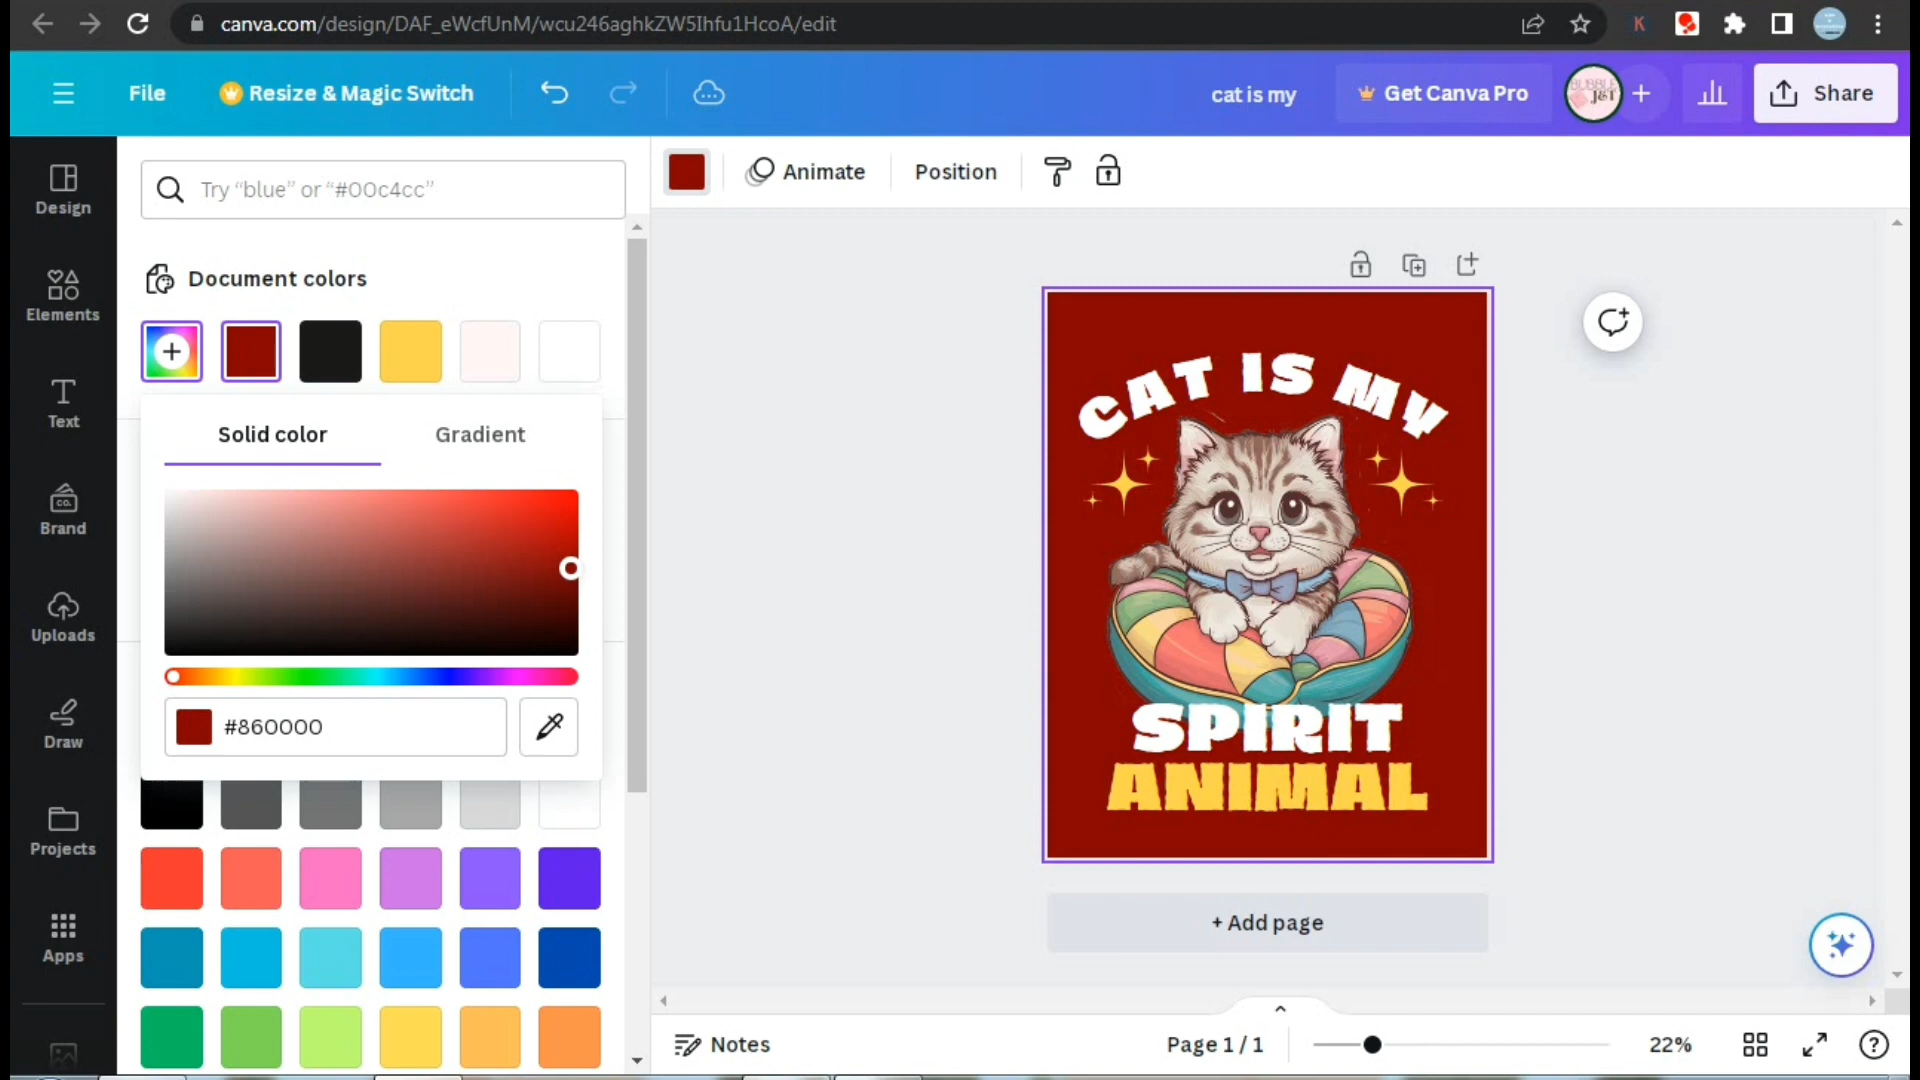 canva.com/design/DAF_eWcfUnM/wcu246aghkZW5Ihfu1HcoA/edit
K
File
Resize & Magic Switch
cat is my
Get Canva Pro
BUBBLE
J&T
Share
Try “blue” or “#00c4cc”
Animate
Position
Design
Elements
Text
Brand
CO.
Uploads
Draw
Projects
Apps
Document colors
Solid color
Gradient
#860000
CAT IS MY
SPIRIT
ANIMAL
+ Add page
Notes
Page 1 / 1
22%